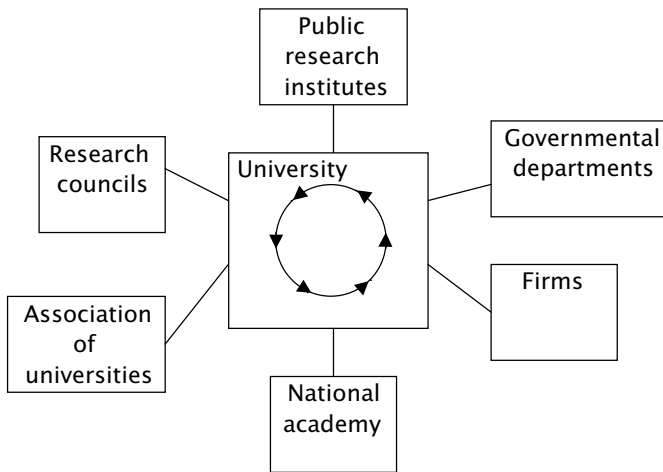 Public
research
institutes
Research
councils
University
Governmental
departments
Association
of
universities
Firms
National
academy